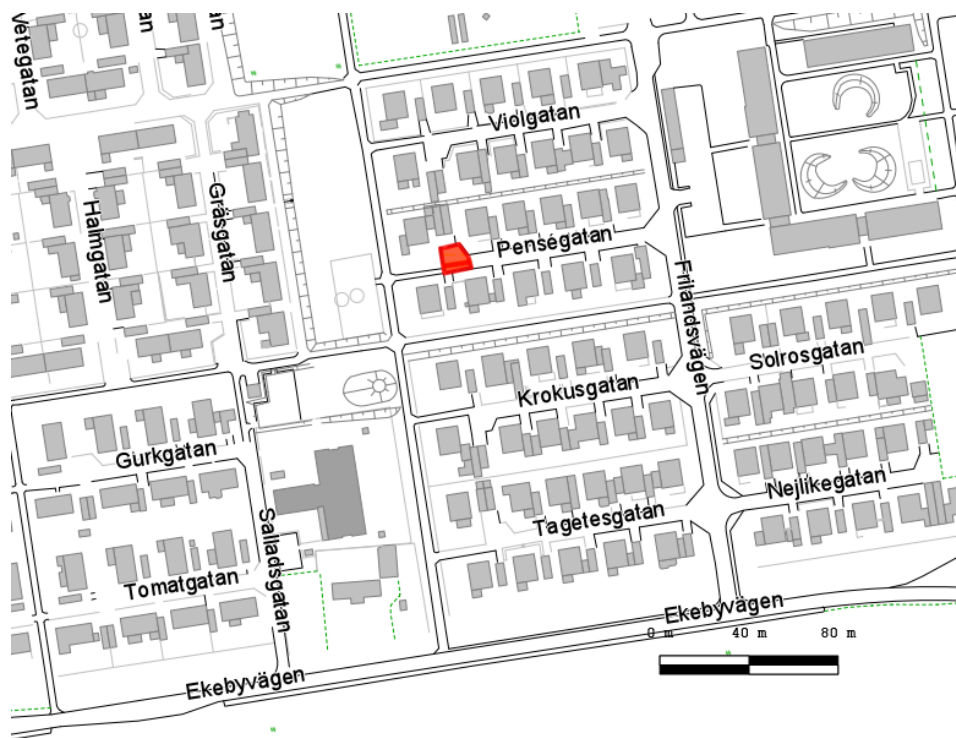 Vetegatan
Violgatan
Halmgatan
Gräsgatan
Penségatan
Frilandsvägen
Solrosgatan
Krokusgatan
Gurkgatan
Nejlikegatan
Tagetesgatan
Salladsgatan
Tomatgatan
Ekebyvägen
0 m 40 m 80 m
Ekebyvägen